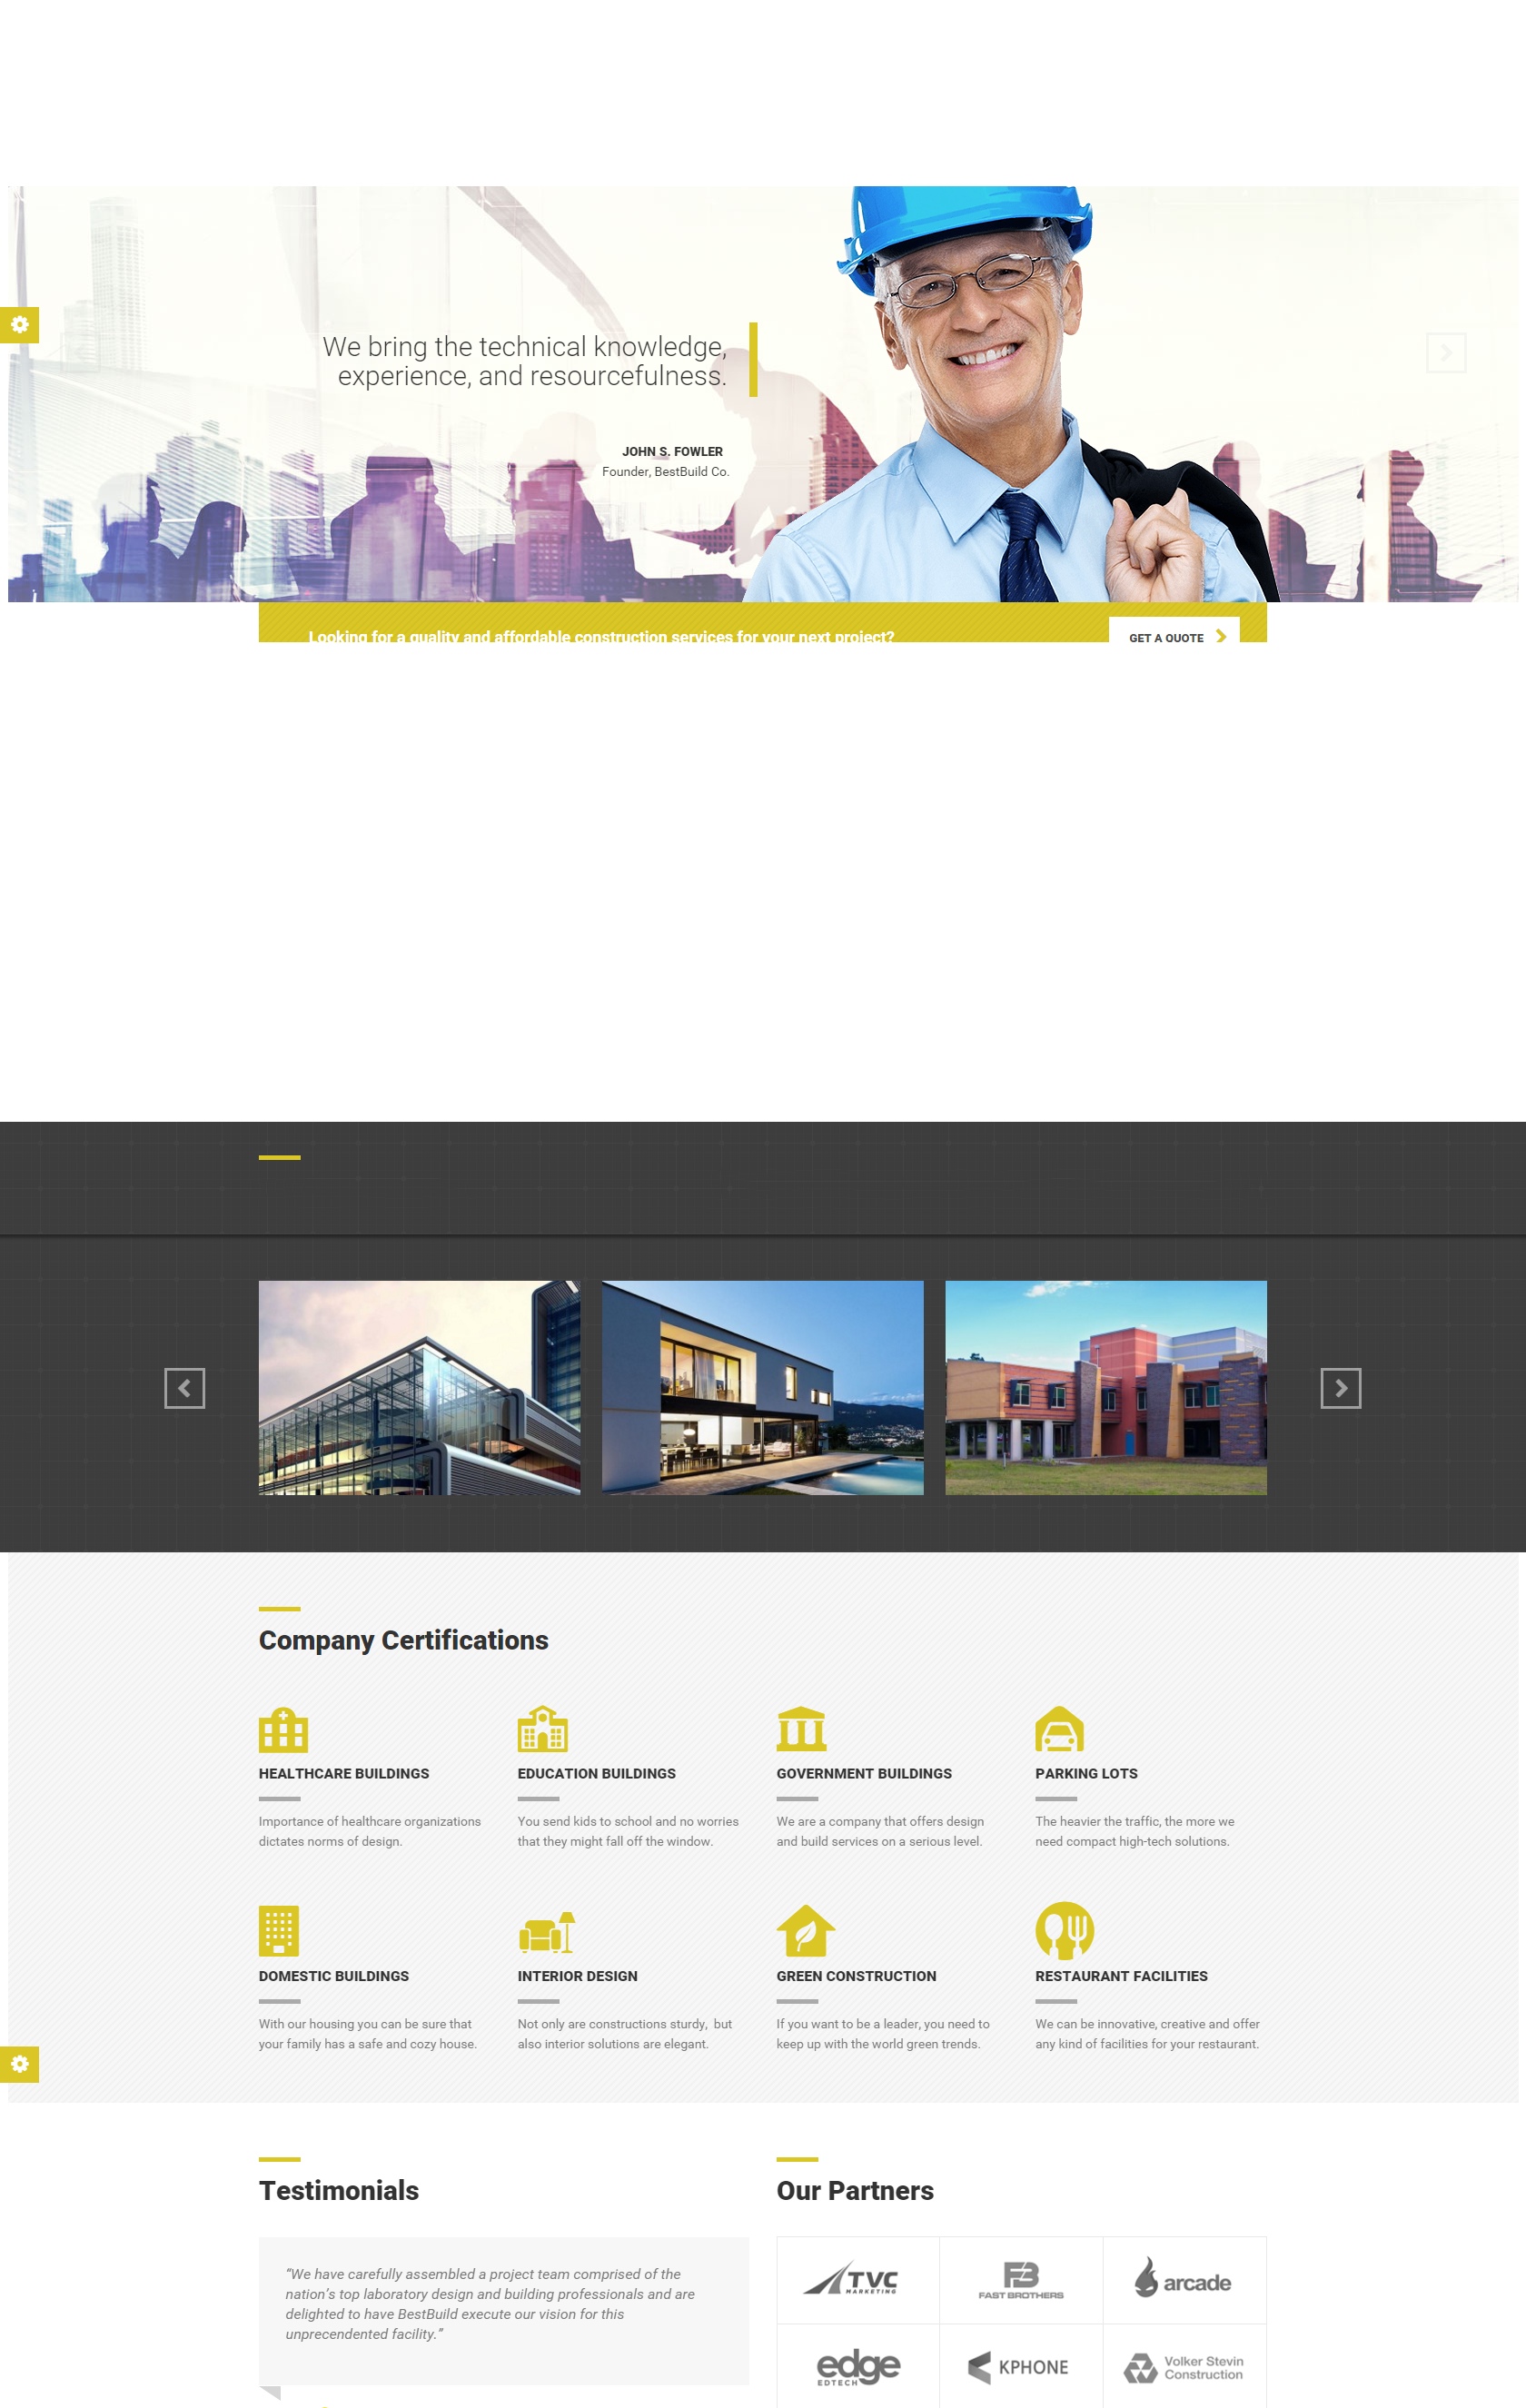 We bring the technical knowledge,
experience, and resourcefulness.
JOHN S. FOWLER
Founder, BestBuild Co.
Looking for a quality and affordable construction services for your next project?
GET A QUOTE
Company Certifications
HEALTHCARE BUILDINGS
Importance of healthcare organizations
dictates norms of design.
EDUCATION BUILDINGS
You send kids to school and no worries
that they might fall off the window.
GOVERNMENT BUILDINGS
We are a company that offers design
and build services on a serious level.
PARKING LOTS
The heavier the traffic, the more we
need compact high-tech solutions.
DOMESTIC BUILDINGS
With our housing you can be sure that
your family has a safe and cozy house.
INTERIOR DESIGN
Not only are constructions sturdy,  but
also interior solutions are elegant.
GREEN CONSTRUCTION
If you want to be a leader, you need to
keep up with the world green trends.
RESTAURANT FACILITIES
We can be innovative, creative and offer
any kind of facilities for your restaurant.
Testimonials
“We have carefully assembled a project team comprised of the
nation’s top laboratory design and building professionals and are
delighted to have BestBuild execute our vision for this
unprecendented facility.”
Our Partners
TVC
MARKETING
FB
FAST BROTHERS
arcade
edge
EDTECH
KPHONE
Volker Stevin
Construction